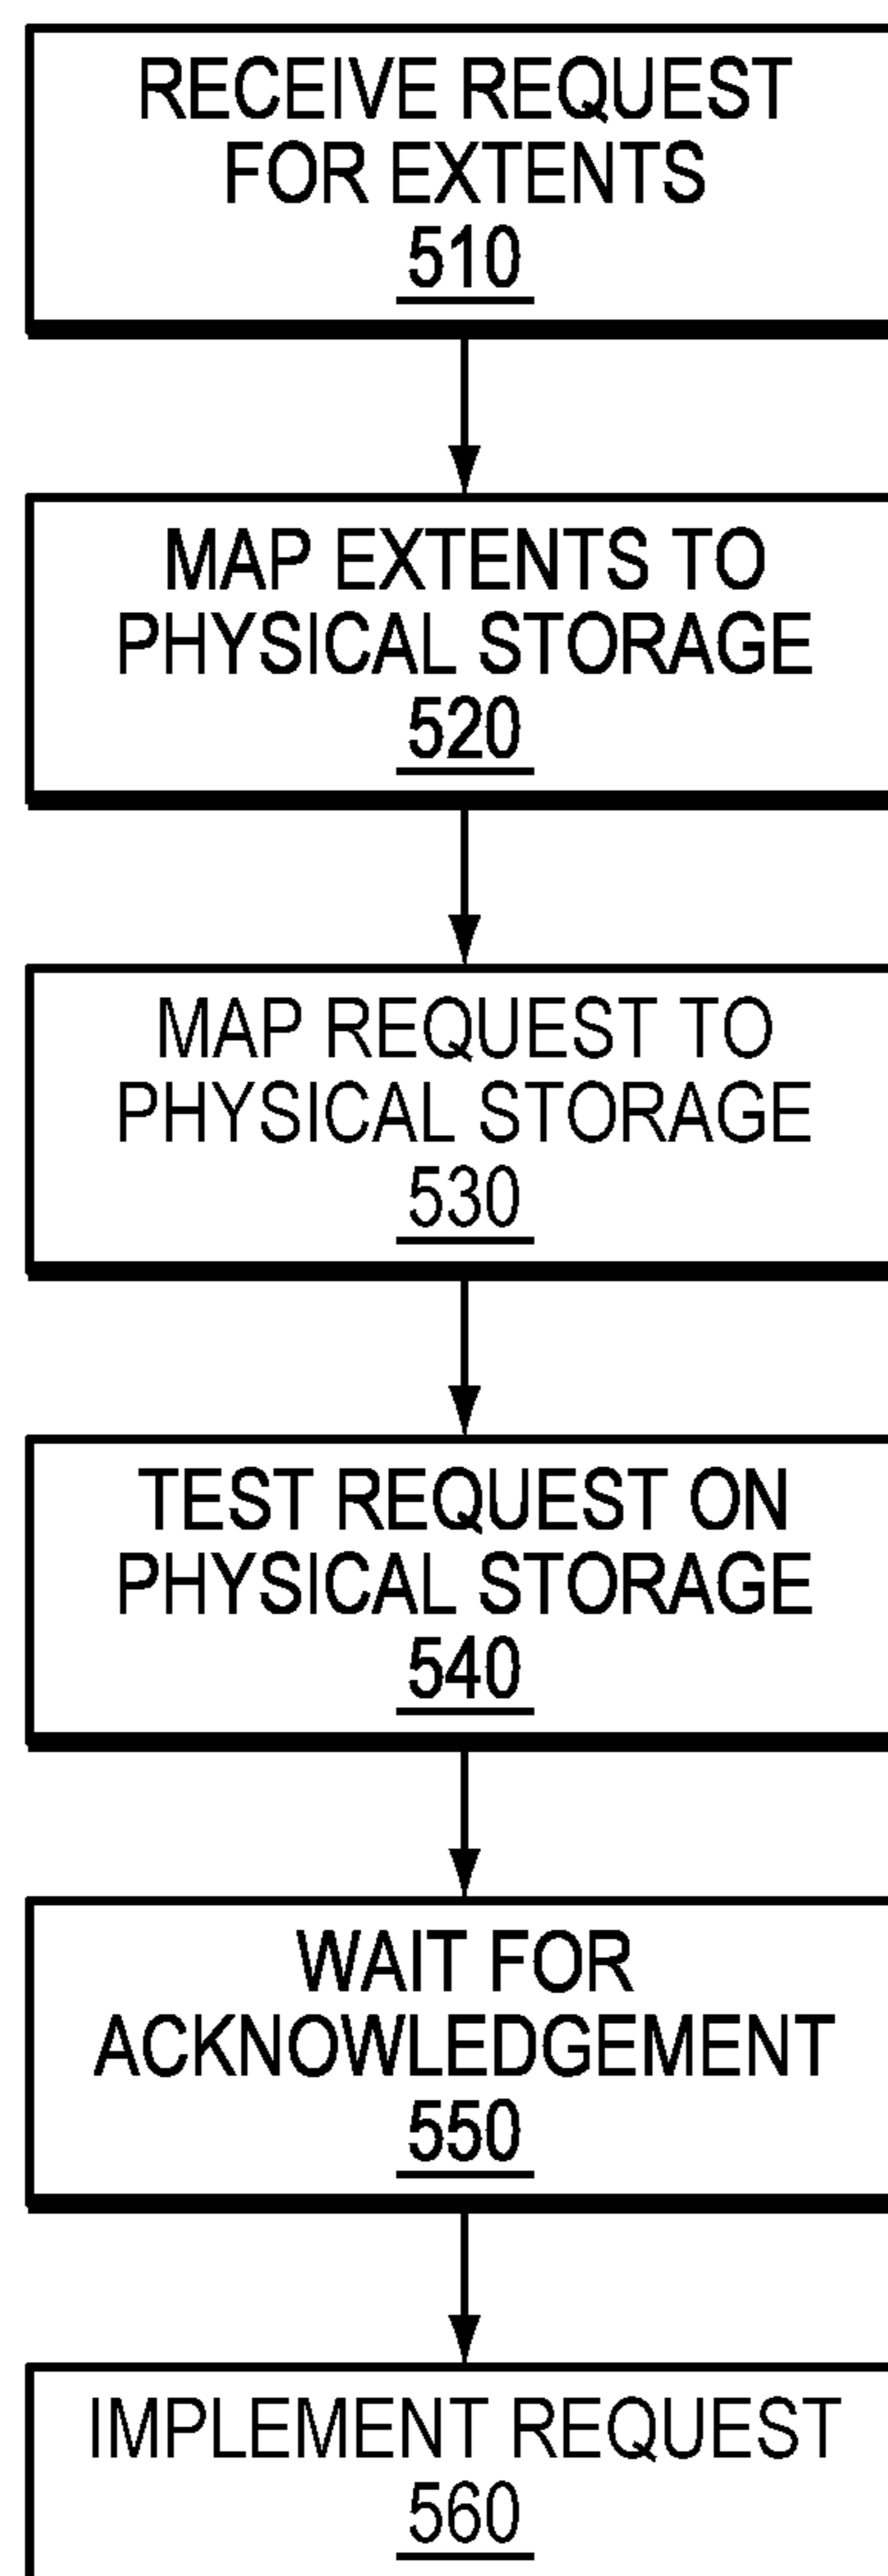 RECEIVE REQUEST
FOR EXTENTS
510
MAP EXTENTS TO
PHYSICAL STORAGE
520
MAP REQUEST TO
PHYSICAL STORAGE
530
TEST REQUEST ON
PHYSICAL STORAGE
540
WAIT FOR
ACKNOWLEDGEMENT
550
IMPLEMENT REQUEST
560